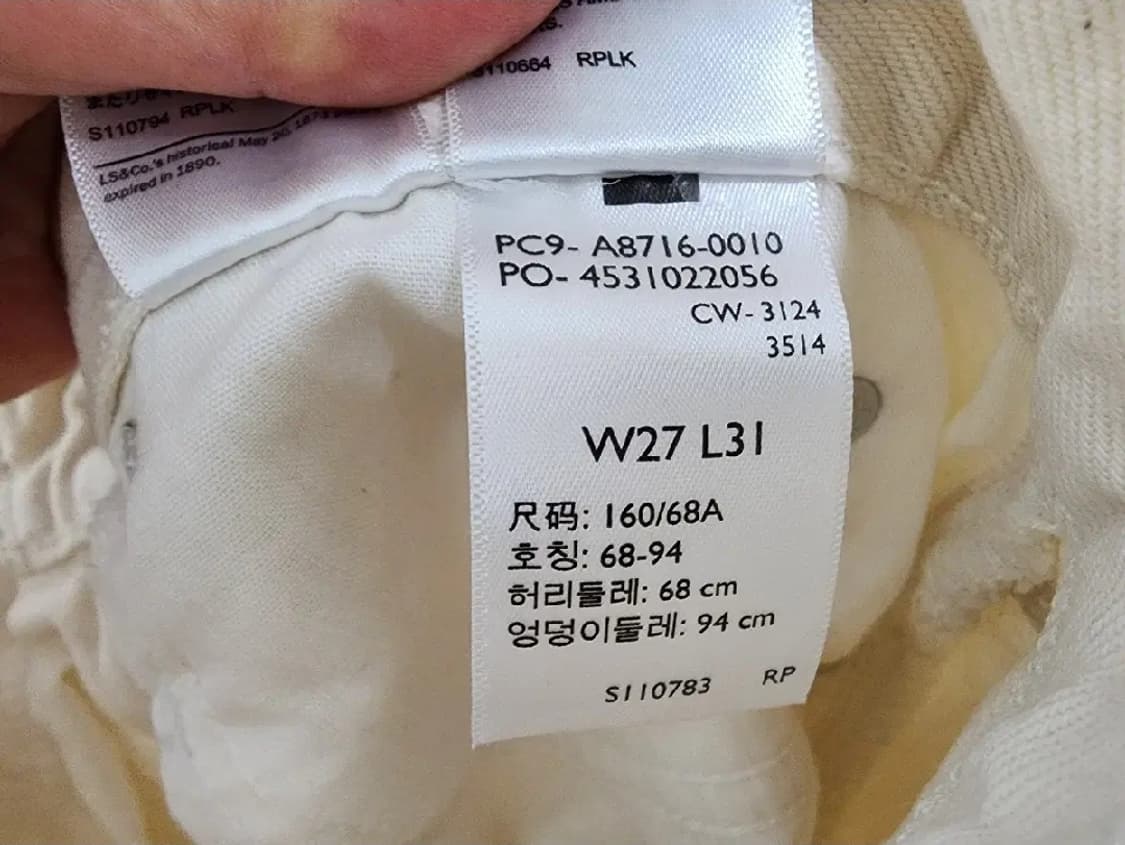 S110794 RPLK
LS&Co.'s historical May 20, 1873
expired in 1890.
110664 RPLK
PC9- A8716-0010
PO- 4531022056
CW- 3124
3514
W27 L31
尺码: 160/68A
호칭: 68-94
허리둘레: 68 cm
엉덩이둘레: 94 cm
S110783 RP